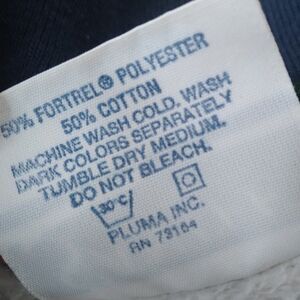 50% FORTREL® POLYESTER
50% COTTON
MACHINE WASH COLD. WASH
DARK COLORS SEPARATELY
TUMBLE DRY MEDIUM.
DO NOT BLEACH.
30°C
PLUMA INC.
RN 73164